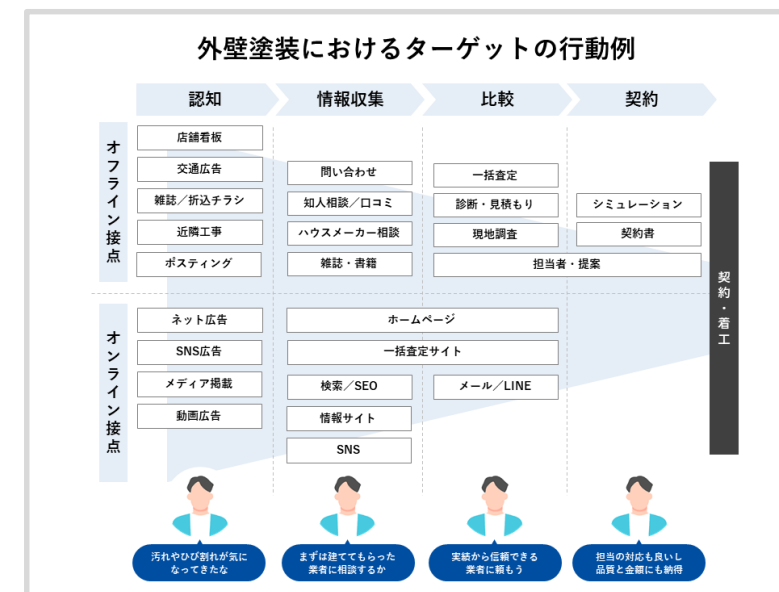 外壁塗装におけるターゲットの行動例
認知
情報収集
比較
契約
オフライン接点
店舗看板
交通広告
雑誌／折込チラシ
近隣工事
ポスティング
問い合わせ
知人相談／口コミ
ハウスメーカー相談
雑誌・書籍
一括査定
診断・見積もり
現地調査
担当者・提案
シミュレーション
契約書
契約・着工
オンライン接点
ネット広告
SNS広告
メディア掲載
動画広告
ホームページ
一括査定サイト
検索／SEO
情報サイト
SNS
メール／LINE
汚れやひび割れが気に
なってきたな
まずは建ててもらった
業者に相談するか
実績から信頼できる
業者に頼もう
担当の対応も良いし
品質と金額にも納得